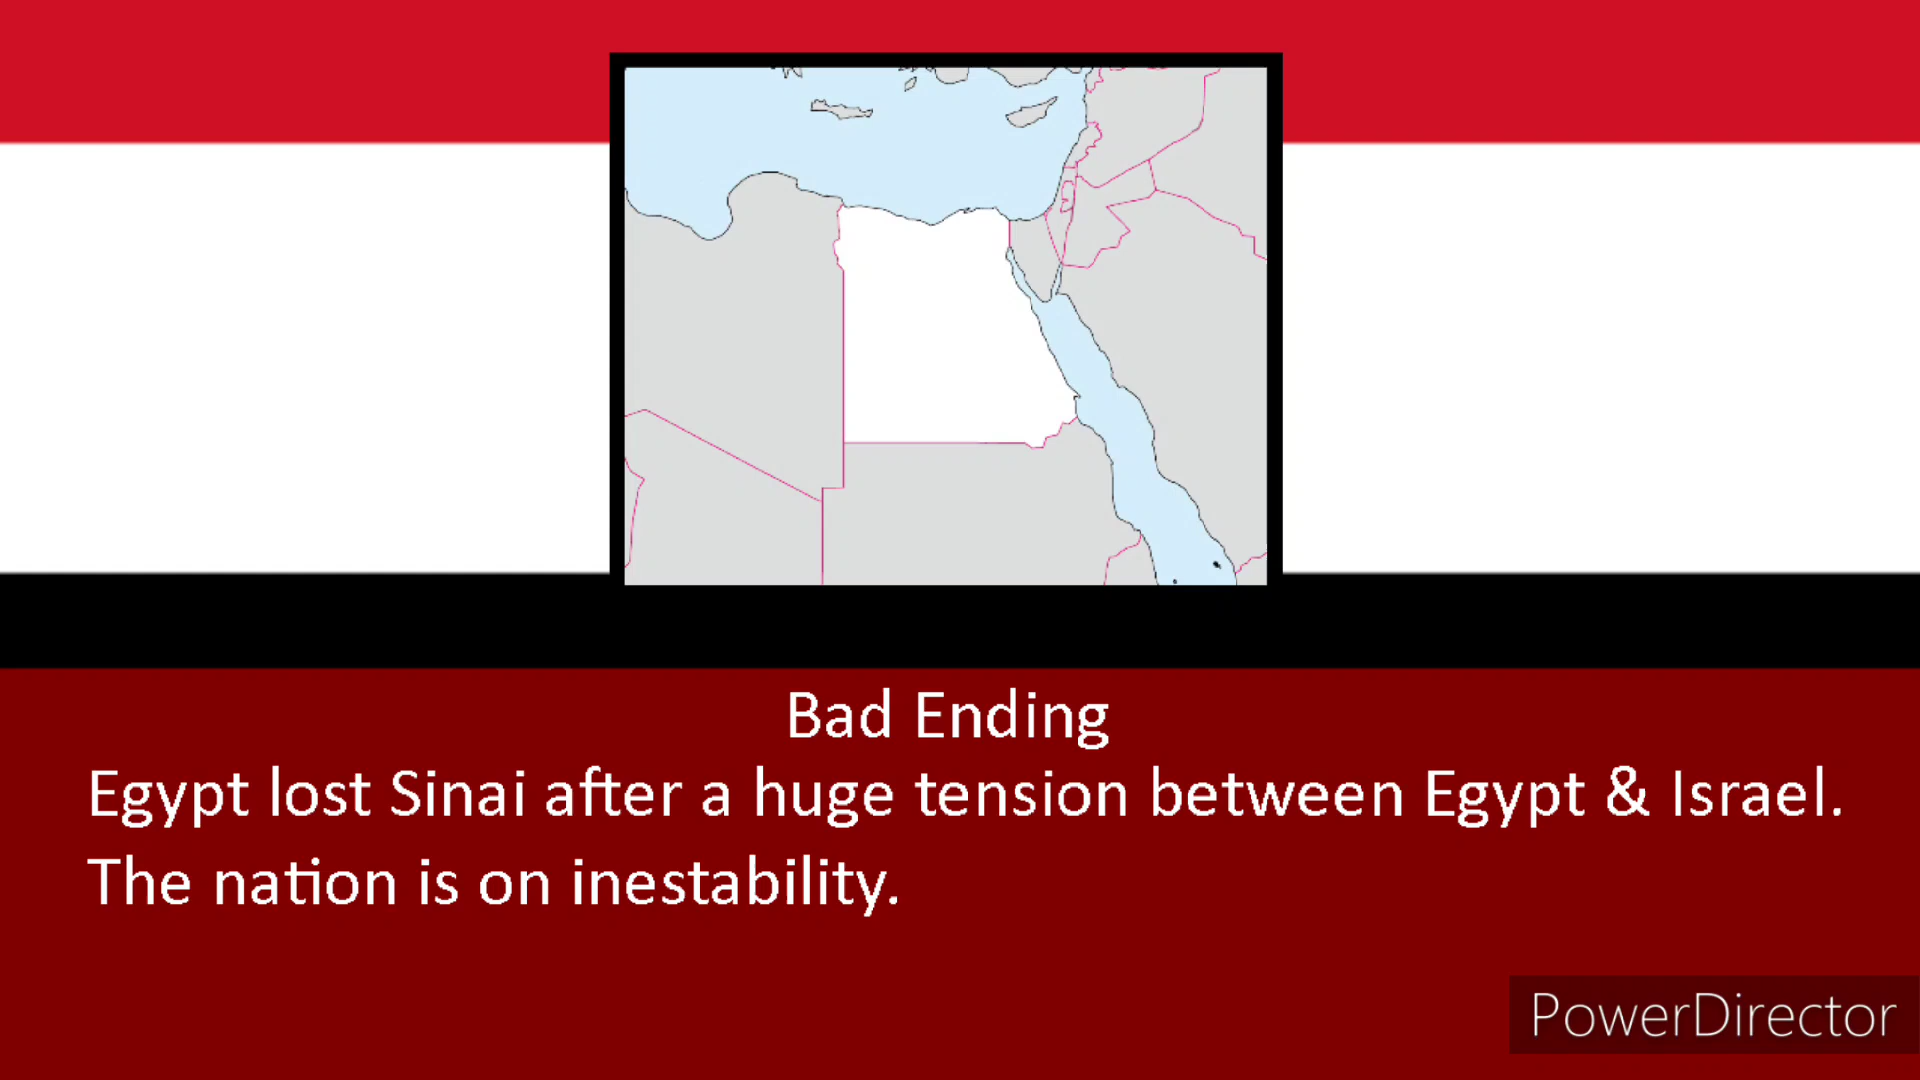 Bad Ending
Egypt lost Sinai after a huge tension between Egypt & Israel.
The nation is on inestability.
PowerDirector